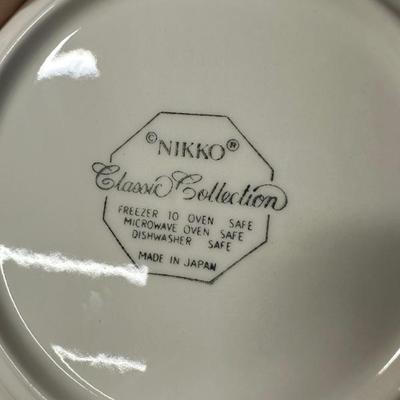 © NIKKO ®
Classic Collection
FREEZER TO OVEN SAFE
MICROWAVE OVEN SAFE
DISHWASHER SAFE
MADE IN JAPAN